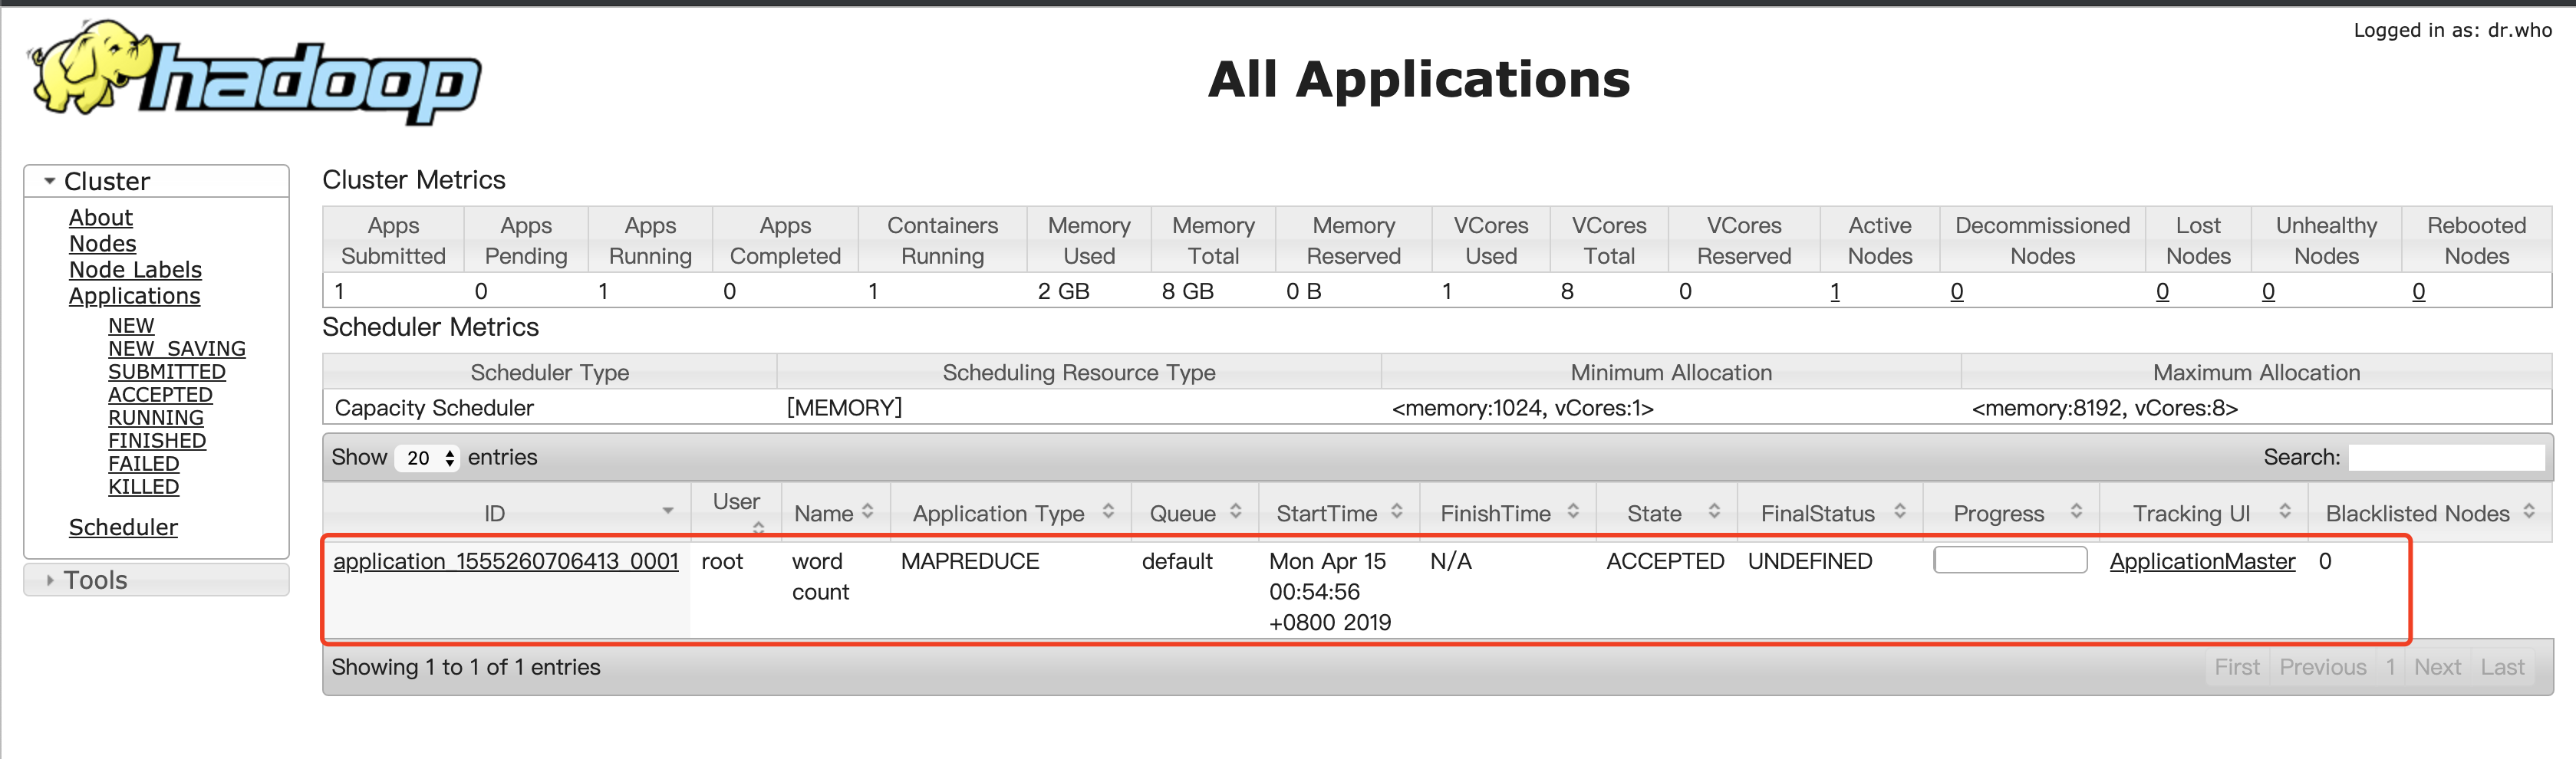 Logged in as: dr.who
hadoop
All Applications
Cluster
About
Nodes
Node Labels
Applications
NEW
NEW_SAVING
SUBMITTED
ACCEPTED
RUNNING
FINISHED
FAILED
KILLED
Scheduler
Tools
Cluster Metrics
Apps Submitted Apps Pending Apps Running Apps Completed Containers Running Memory Used Memory Total Memory Reserved VCores Used VCores Total VCores Reserved Active Nodes Decommissioned Nodes Lost Nodes Unhealthy Nodes Rebooted Nodes
1 0 1 0 1 2 GB 8 GB 0 B 1 8 0 1 0 0 0 0
Scheduler Metrics
Scheduler Type Scheduling Resource Type Minimum Allocation Maximum Allocation
Capacity Scheduler [MEMORY] <memory:1024, vCores:1> <memory:8192, vCores:8>
Show 20 entries Search:
ID User Name Application Type Queue StartTime FinishTime State FinalStatus Progress Tracking UI Blacklisted Nodes
application_1555260706413_0001 root word MAPREDUCE default Mon Apr 15 N/A ACCEPTED UNDEFINED ApplicationMaster 0
count 00:54:56
+0800 2019
Showing 1 to 1 of 1 entries First Previous 1 Next Last